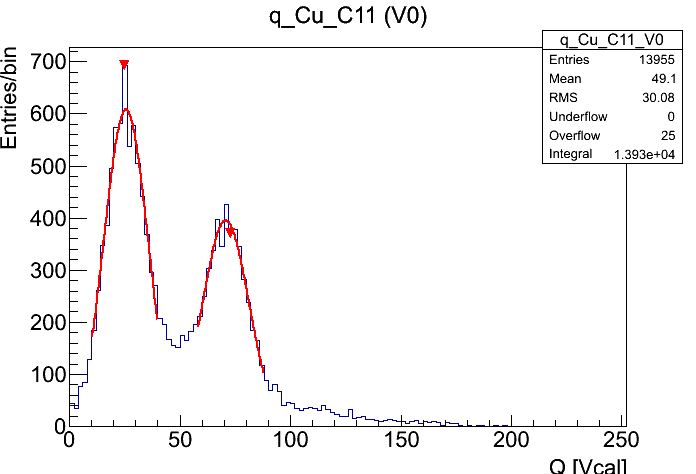 q_Cu_C11 (V0)
q_Cu_C11_V0
Entries 13955
Mean 49.1
RMS 30.08
Underflow 0
Overflow 25
Integral 1.393e+04
Entries/bin
700
600
500
400
300
200
100
0
0 50 100 150 200 250
Q [Vcal]